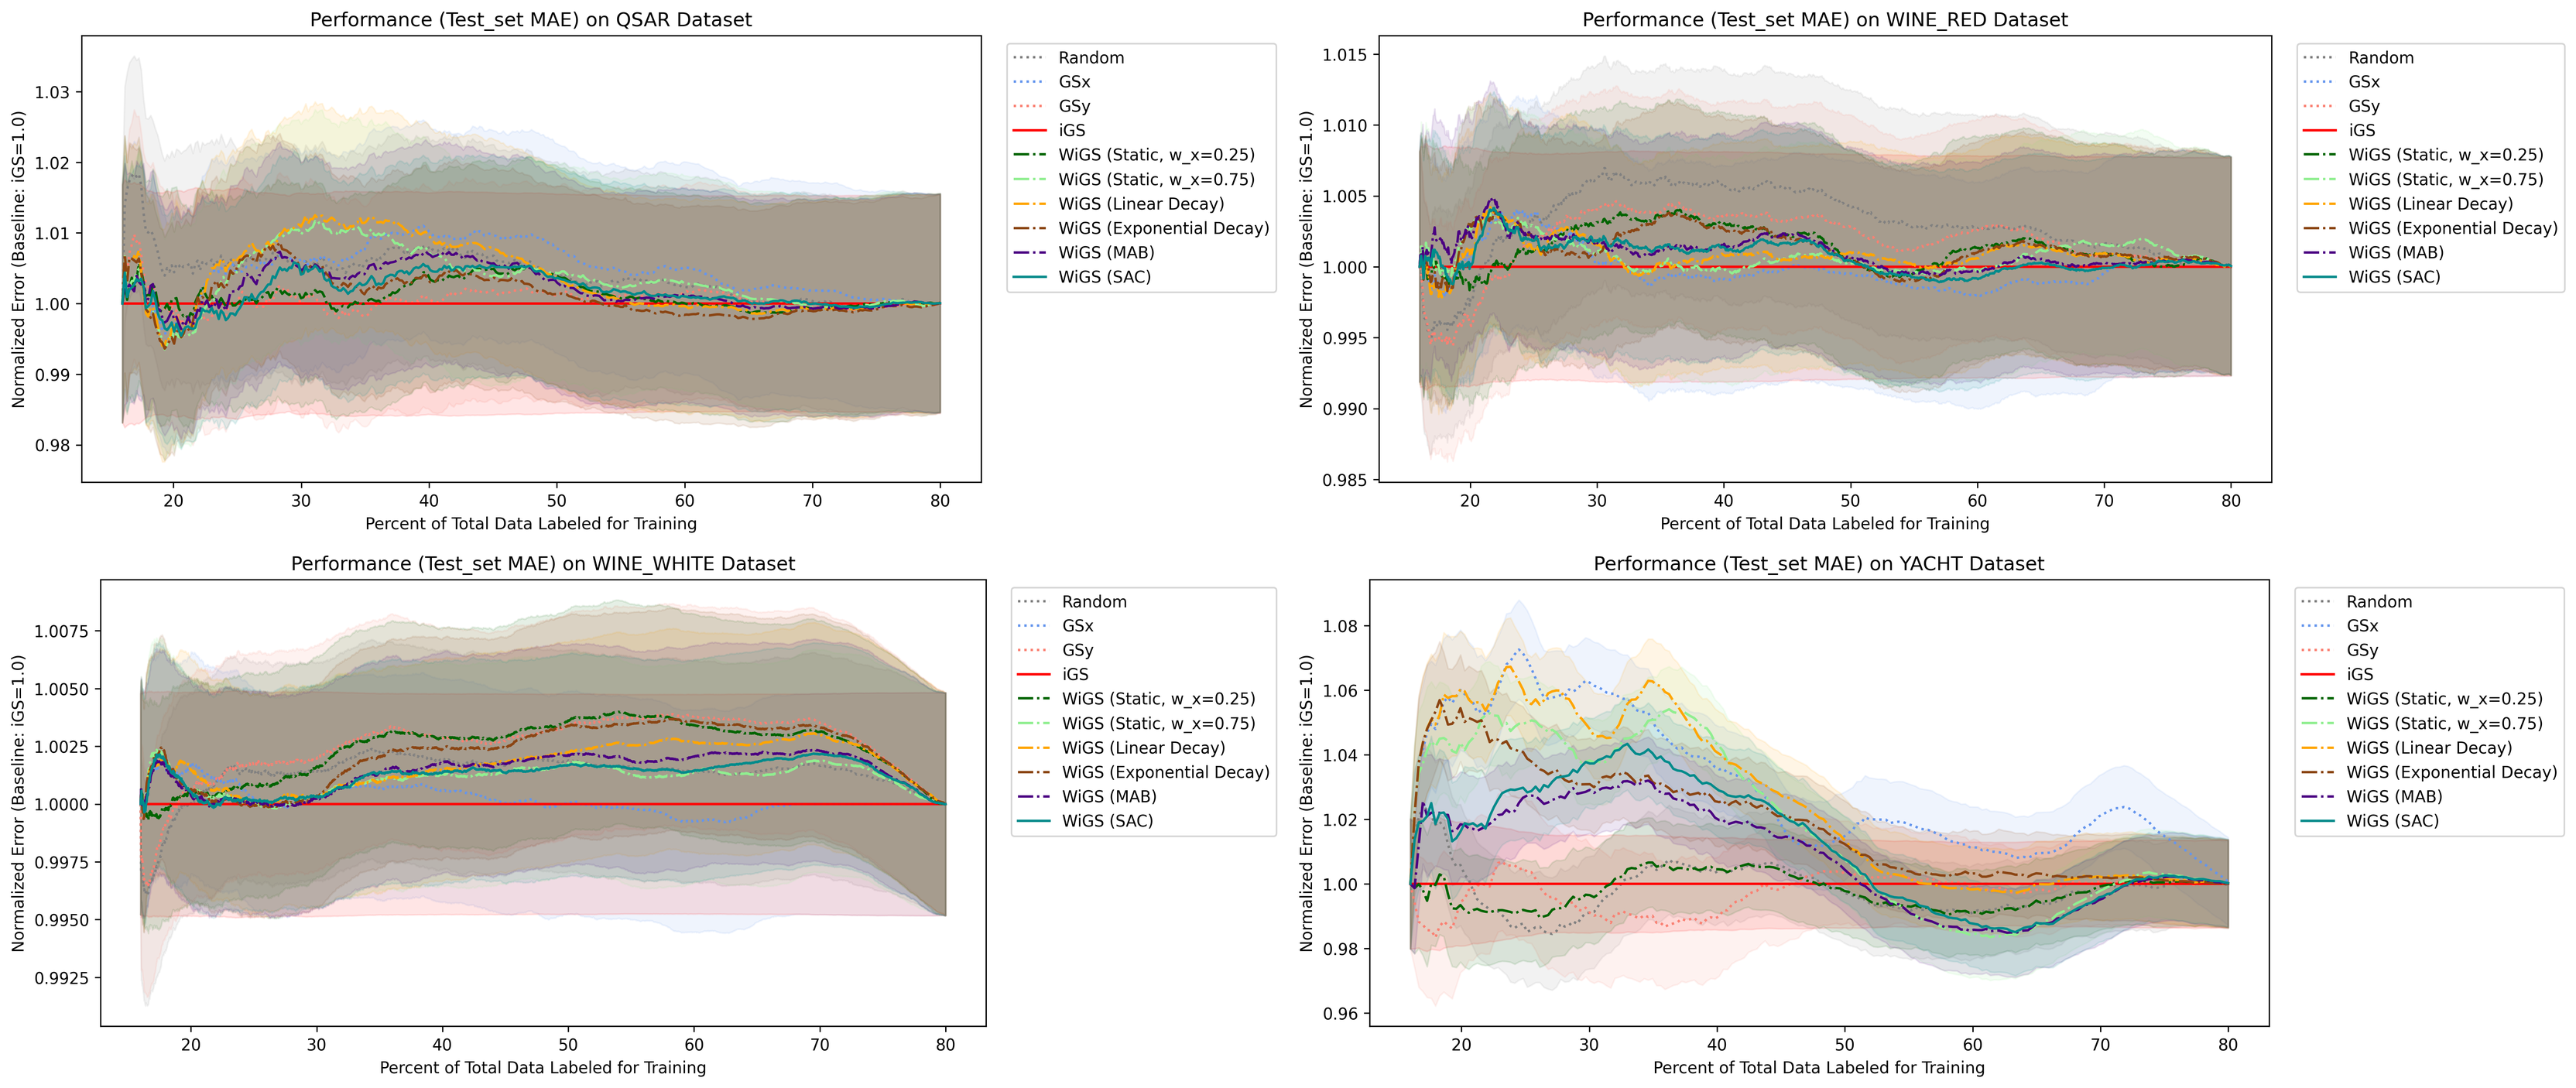 Performance (Test_set MAE) on QSAR Dataset
Normalized Error (Baseline: iGS=1.0)
1.03
1.02
1.01
1.00
0.99
0.98
20 30 40 50 60 70 80
Percent of Total Data Labeled for Training
Random
GSx
GSy
iGS
WiGS (Static, w_x=0.25)
WiGS (Static, w_x=0.75)
WiGS (Linear Decay)
WiGS (Exponential Decay)
WiGS (MAB)
WiGS (SAC)
Performance (Test_set MAE) on WINE_RED Dataset
Normalized Error (Baseline: iGS=1.0)
1.015
1.010
1.005
1.000
0.995
0.990
0.985
20 30 40 50 60 70 80
Percent of Total Data Labeled for Training
Random
GSx
GSy
iGS
WiGS (Static, w_x=0.25)
WiGS (Static, w_x=0.75)
WiGS (Linear Decay)
WiGS (Exponential Decay)
WiGS (MAB)
WiGS (SAC)
Performance (Test_set MAE) on WINE_WHITE Dataset
Normalized Error (Baseline: iGS=1.0)
1.0075
1.0050
1.0025
1.0000
0.9975
0.9950
0.9925
20 30 40 50 60 70 80
Percent of Total Data Labeled for Training
Random
GSx
GSy
iGS
WiGS (Static, w_x=0.25)
WiGS (Static, w_x=0.75)
WiGS (Linear Decay)
WiGS (Exponential Decay)
WiGS (MAB)
WiGS (SAC)
Performance (Test_set MAE) on YACHT Dataset
Normalized Error (Baseline: iGS=1.0)
1.08
1.06
1.04
1.02
1.00
0.98
0.96
20 30 40 50 60 70 80
Percent of Total Data Labeled for Training
Random
GSx
GSy
iGS
WiGS (Static, w_x=0.25)
WiGS (Static, w_x=0.75)
WiGS (Linear Decay)
WiGS (Exponential Decay)
WiGS (MAB)
WiGS (SAC)